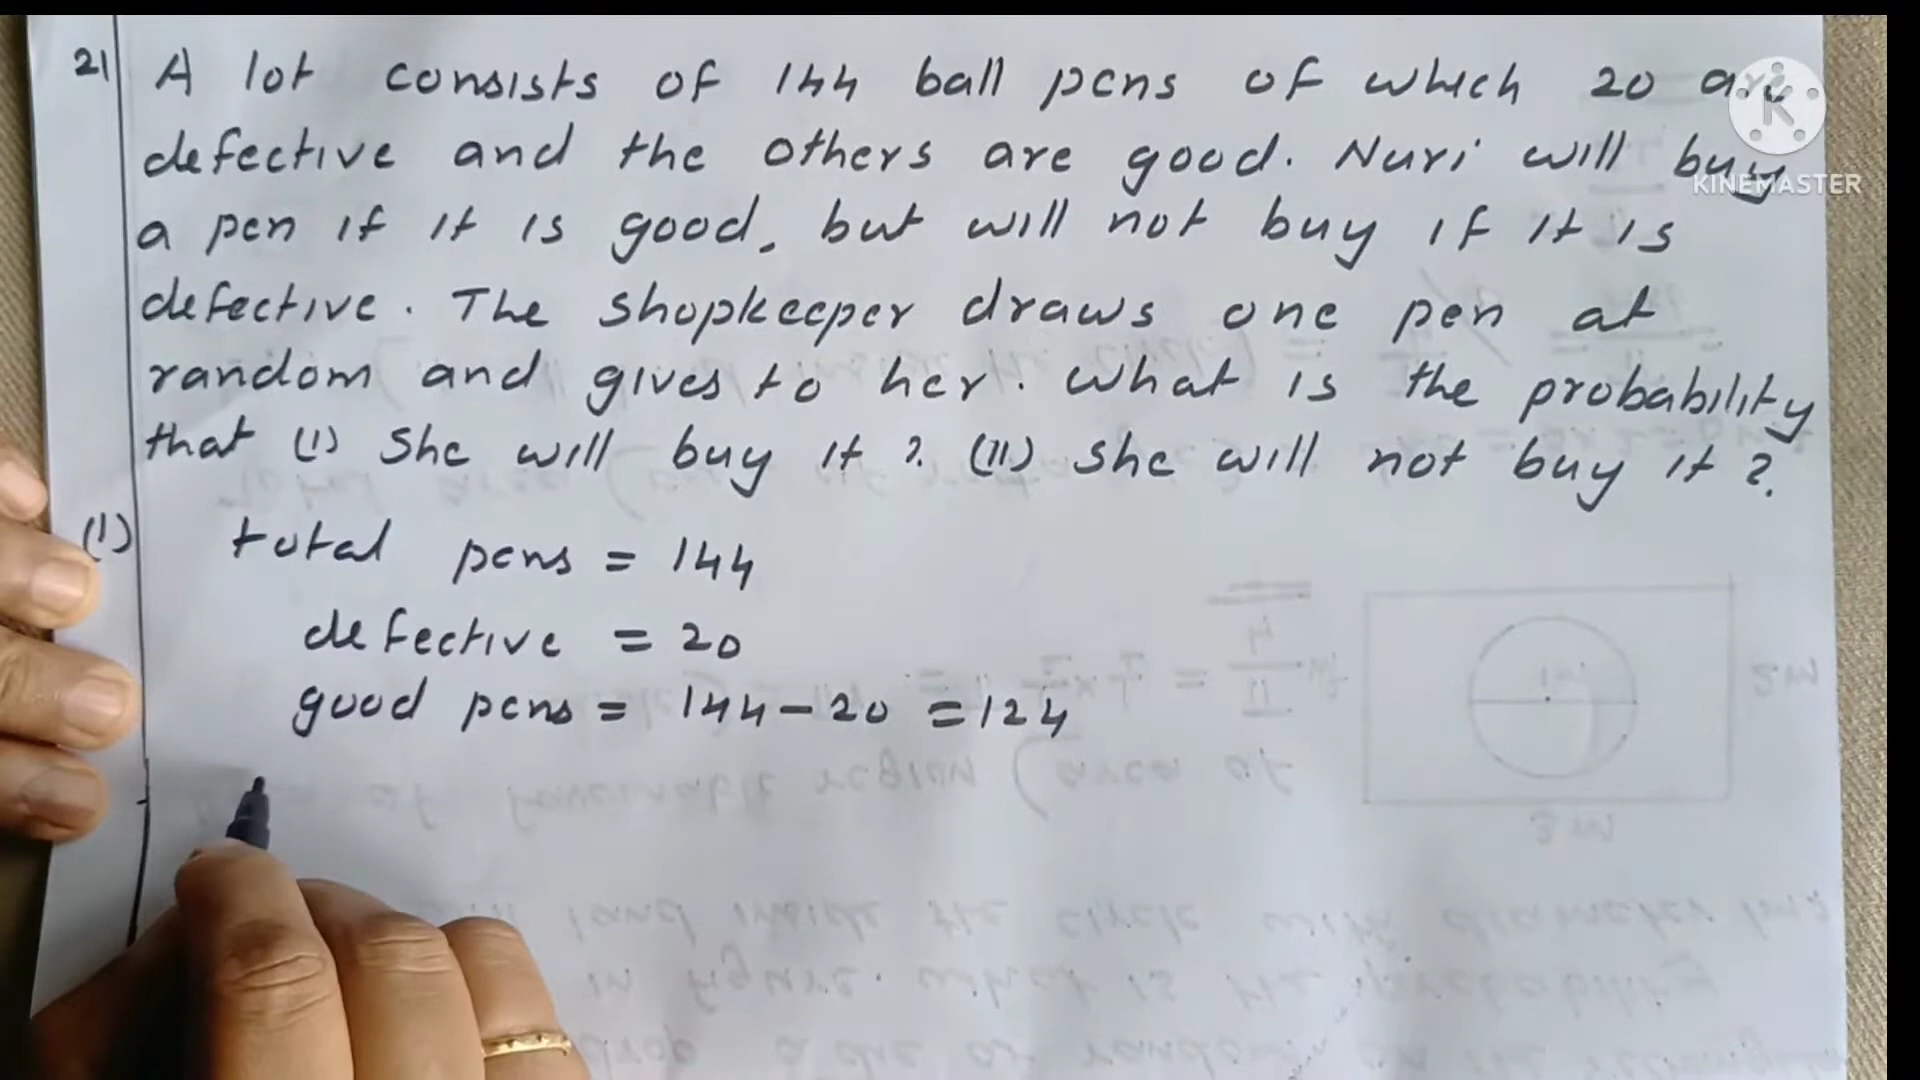 21 A lot consists of 144 ball pens of which 20 are
defective and the others are good. Nuri will buy
a pen if it is good, but will not buy if it is
defective. The shopkeeper draws one pen at
random and gives to her. What is the probability
that (i) She will buy it? (ii) she will not buy it?
(i) total pens = 144
defective = 20
good pens = 144-20 = 124
K
KINEMASTER